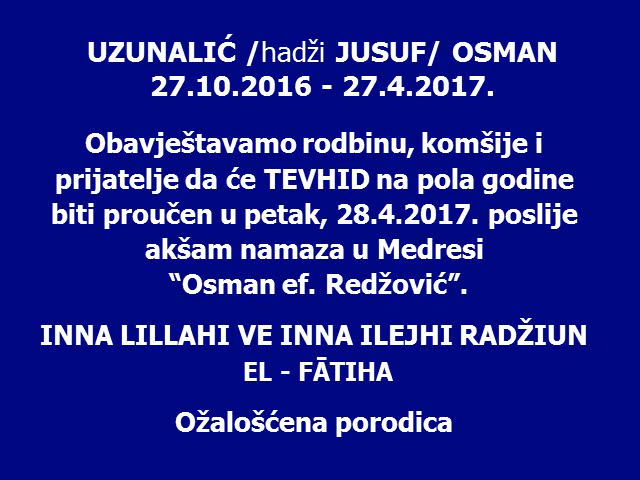 UZUNALIĆ /hadži JUSUF/ OSMAN
27.10.2016 - 27.4.2017.
Obavještavamo rodbinu, komšije i
prijatelje da će TEVHID na pola godine
biti proučen u petak, 28.4.2017. poslije
akšam namaza u Medresi
“Osman ef. Redžović”.
INNA LILLAHI VE INNA ILEJHI RADŽIUN
EL - FĀTIHA
Ožalošćena porodica